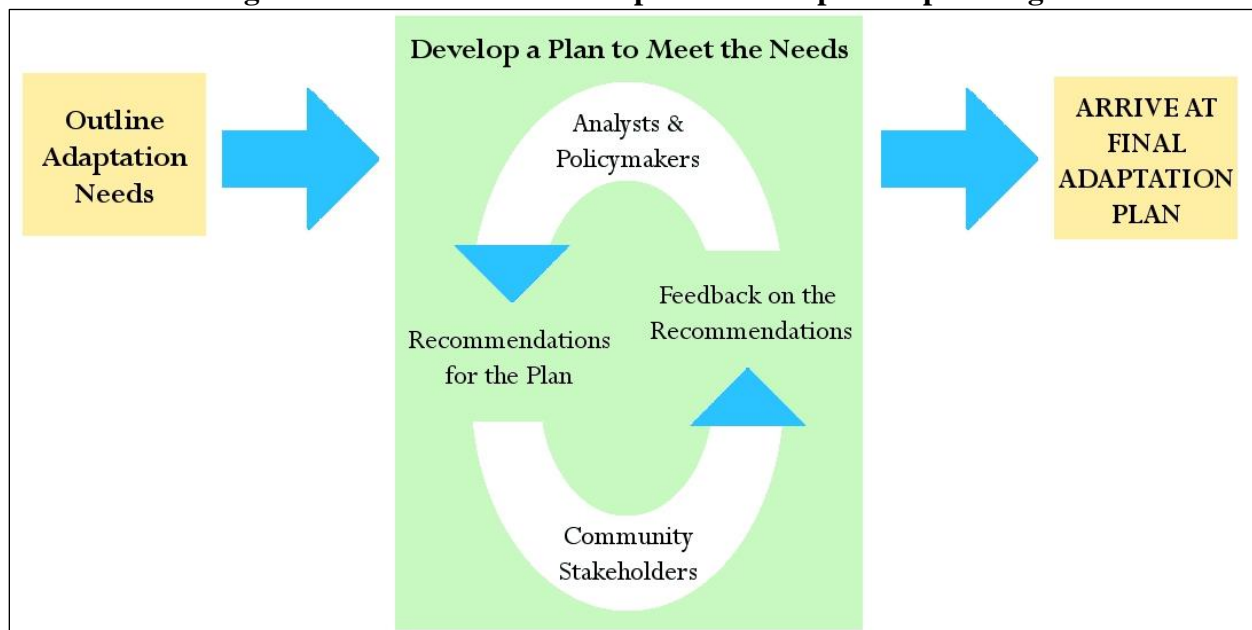 Develop a Plan to Meet the Needs
Outline
Adaptation
Needs
Analysts &
Policymakers
Recommendations
for the Plan
Feedback on the
Recommendations
Community
Stakeholders
ARRIVE AT
FINAL
ADAPTATION
PLAN